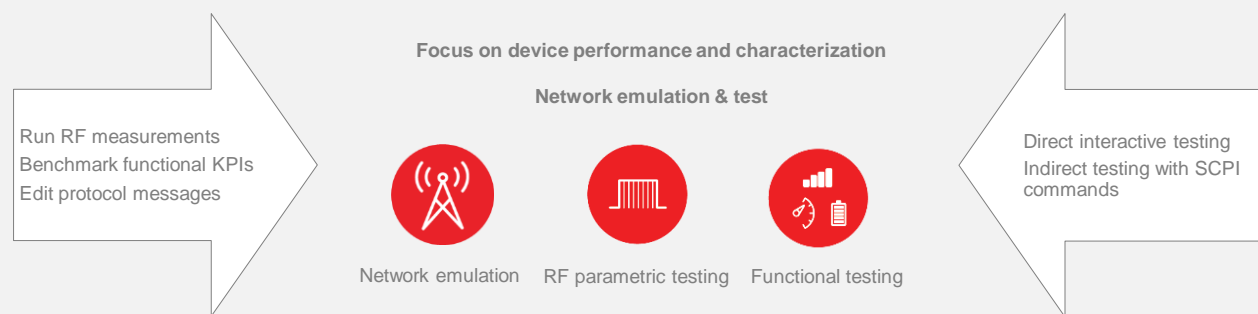 Focus on device performance and characterization
Network emulation & test
Run RF measurements
Benchmark functional KPIs
Edit protocol messages
Direct interactive testing
Indirect testing with SCPI
commands
Network emulation
RF parametric testing
Functional testing